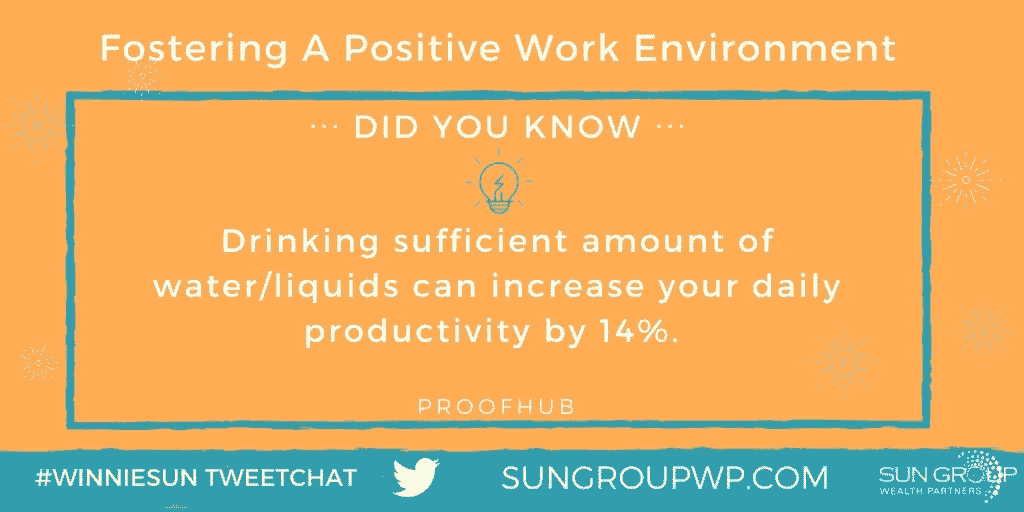 Fostering A Positive Work Environment
··· DID YOU KNOW ···
Drinking sufficient amount of
water/liquids can increase your daily
productivity by 14%.
PROOFHUB
#WINNIESUN TWEETCHAT
SUNGROUPWP.COM
SUN GROUP
WEALTH PARTNERS